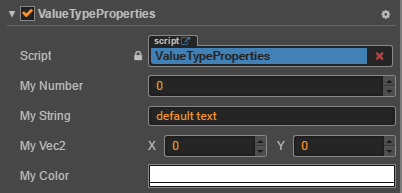 ValueTypeProperties
script
Script ValueTypeProperties
My Number 0
My String default text
My Vec2 X 0 Y 0
My Color